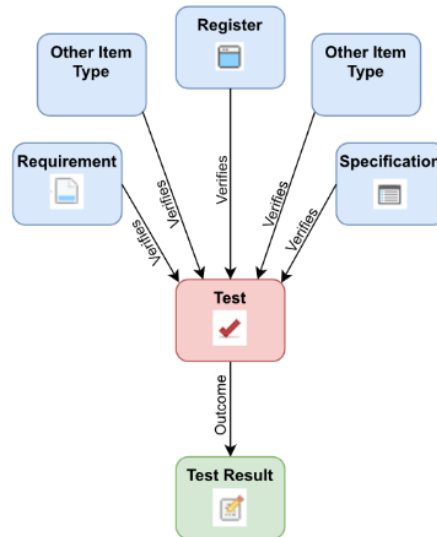 Register
Other Item
Type
Other Item
Type
Requirement
Specification
Verifies
Verifies
Verifies
Verifies
Verifies
Test
Outcome
Test Result